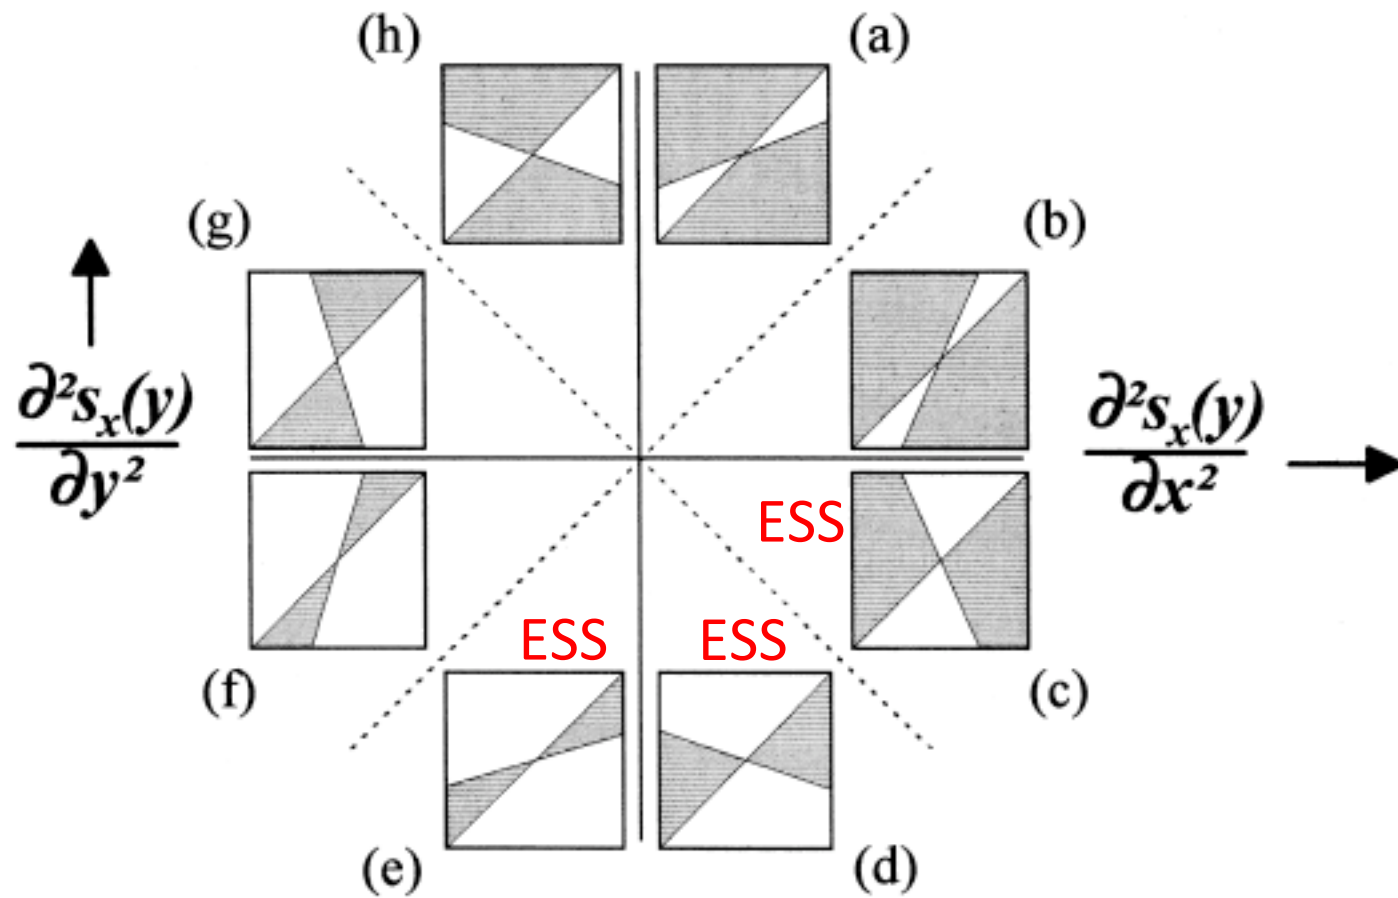 (h)
(a)
(g)
(b)
∂²sₓ(y)
∂y²
∂²sₓ(y)
∂x²
ESS
ESS
ESS
(f)
(c)
(e)
(d)